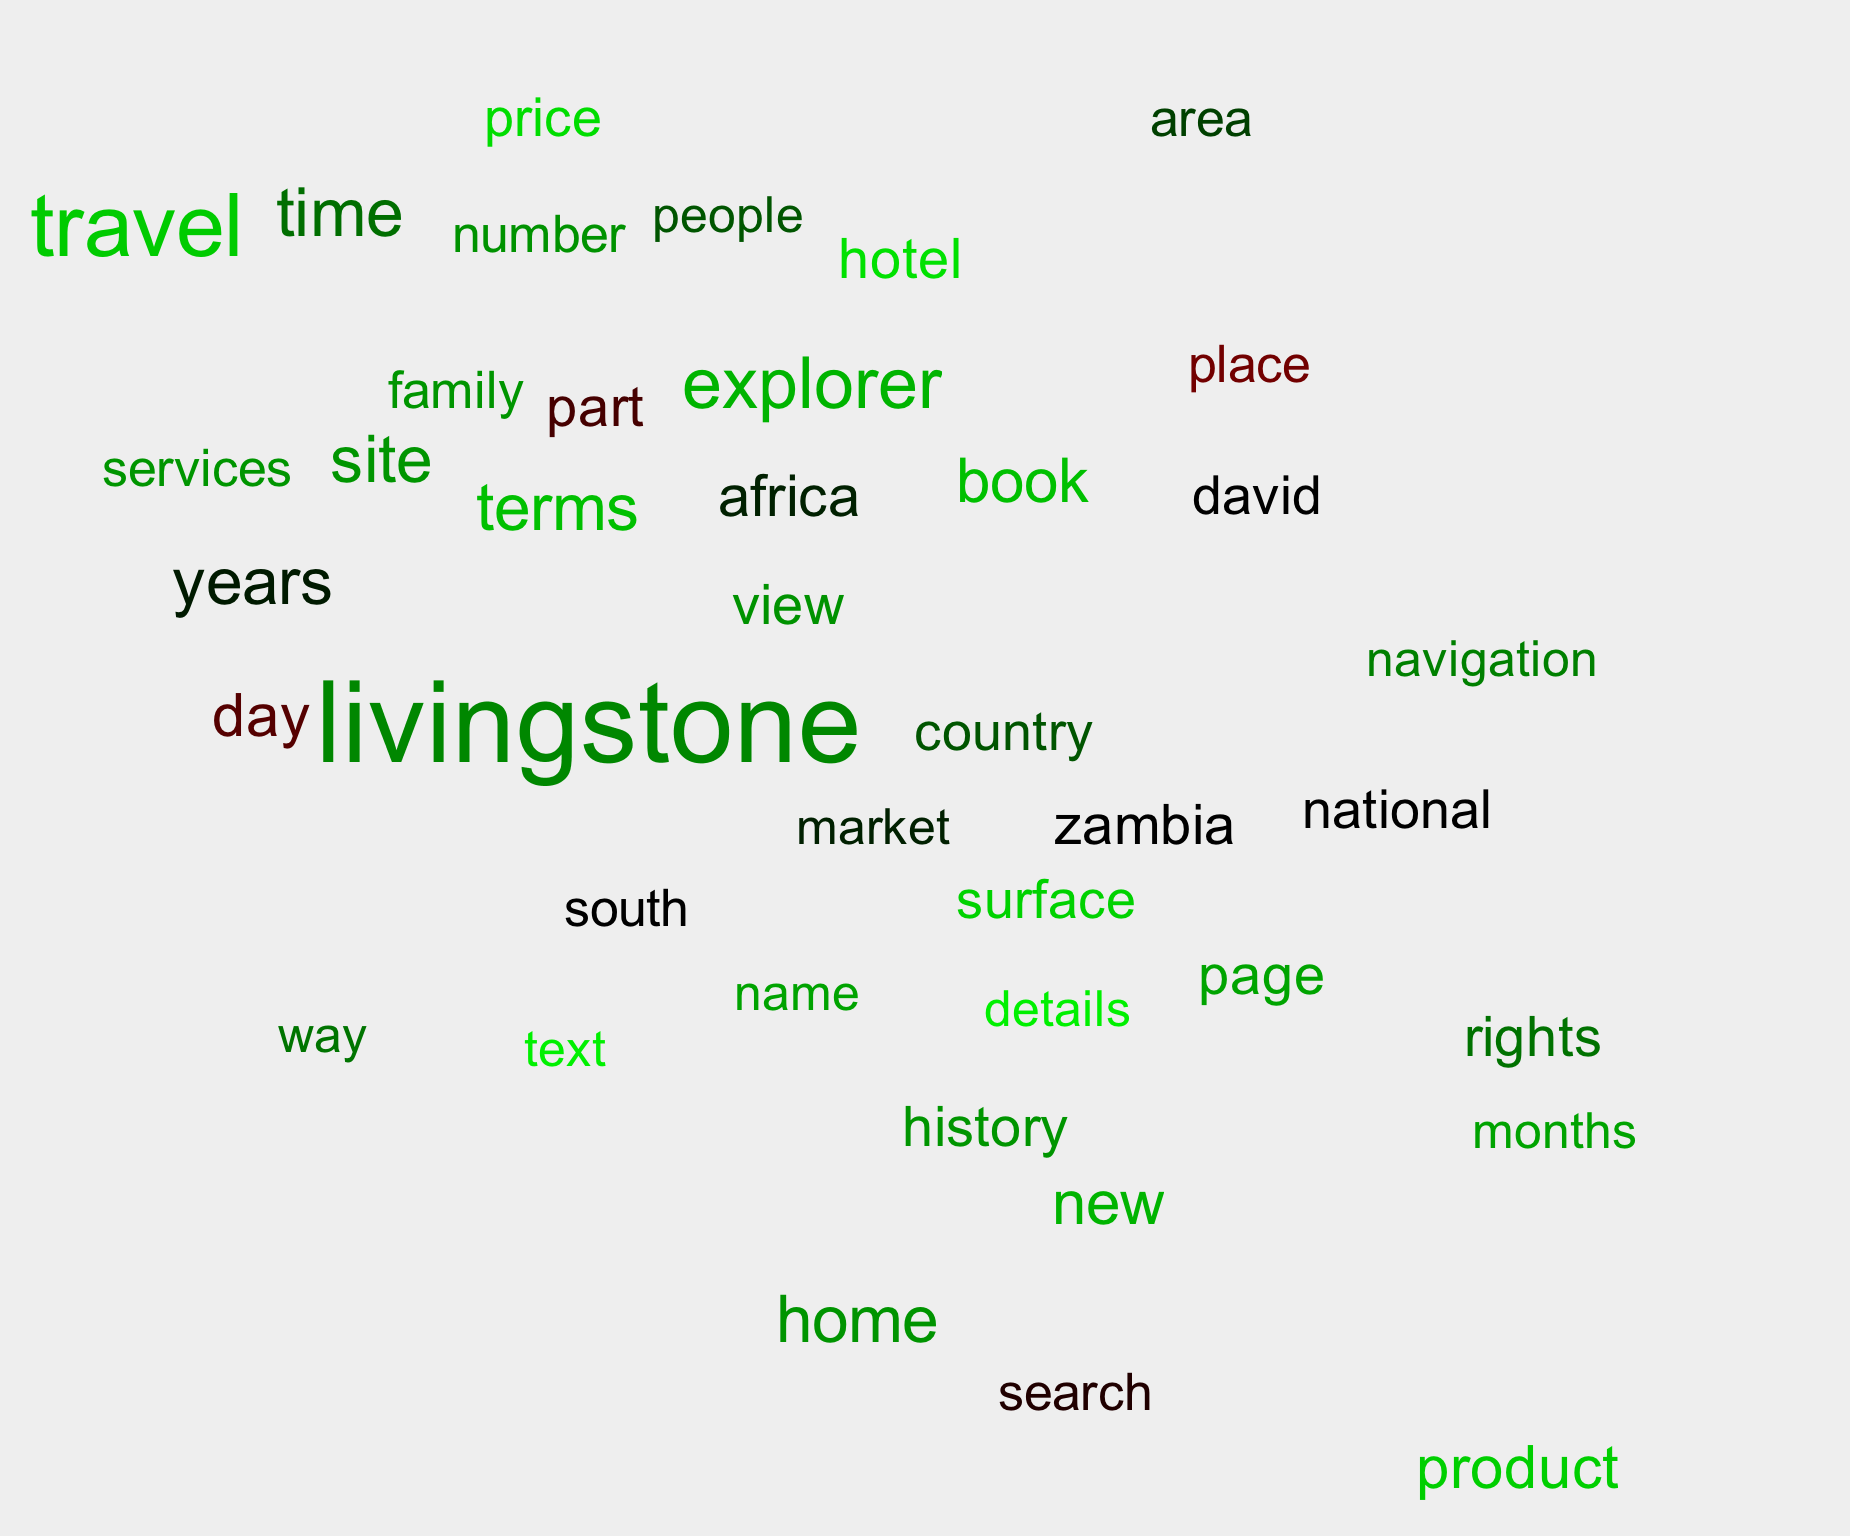 price
area
travel
time
number
people
hotel
family
part
explorer
place
services
site
terms
africa
book
david
years
view
navigation
day
livingstone
country
market
zambia
national
south
surface
name
details
page
way
text
rights
history
months
new
home
search
product